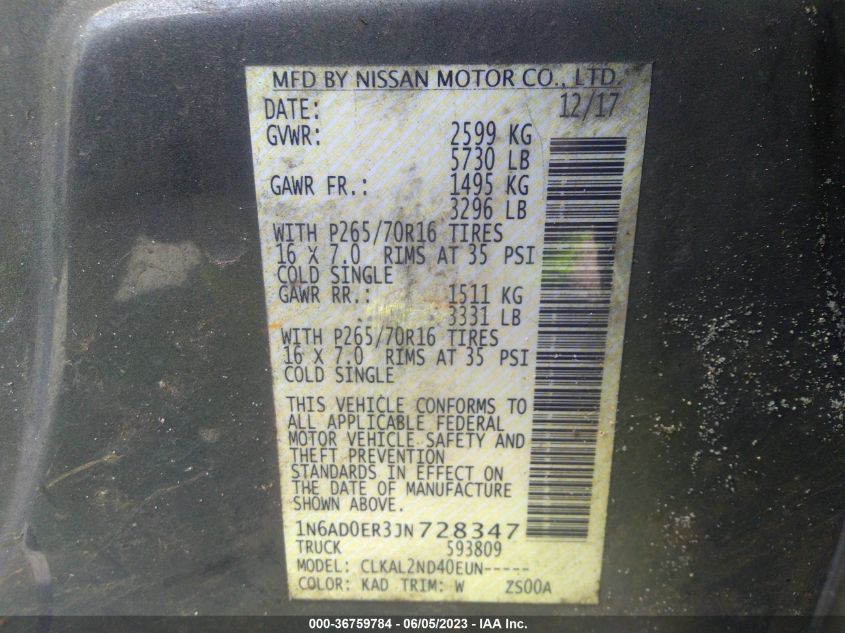 MFD BY NISSAN MOTOR CO., LTD.
DATE: 12/17
GVWR: 2599 KG
5730 LB
GAWR FR.: 1495 KG
3296 LB
WITH P265/70R16 TIRES
16 X 7.0 RIMS AT 35 PSI
COLD SINGLE
GAWR RR.: 1511 KG
3331 LB
WITH P265/70R16 TIRES
16 X 7.0 RIMS AT 35 PSI
COLD SINGLE
THIS VEHICLE CONFORMS TO
ALL APPLICABLE FEDERAL
MOTOR VEHICLE SAFETY AND
THEFT PREVENTION
STANDARDS IN EFFECT ON
THE DATE OF MANUFACTURE
SHOWN ABOVE.
1N6AD0ER3JN728347
TRUCK 593809
MODEL: CLKAL2ND40EUN-----
COLOR: KAD TRIM: W ZS00A
000-36759784 - 06/05/2023 - IAA Inc.